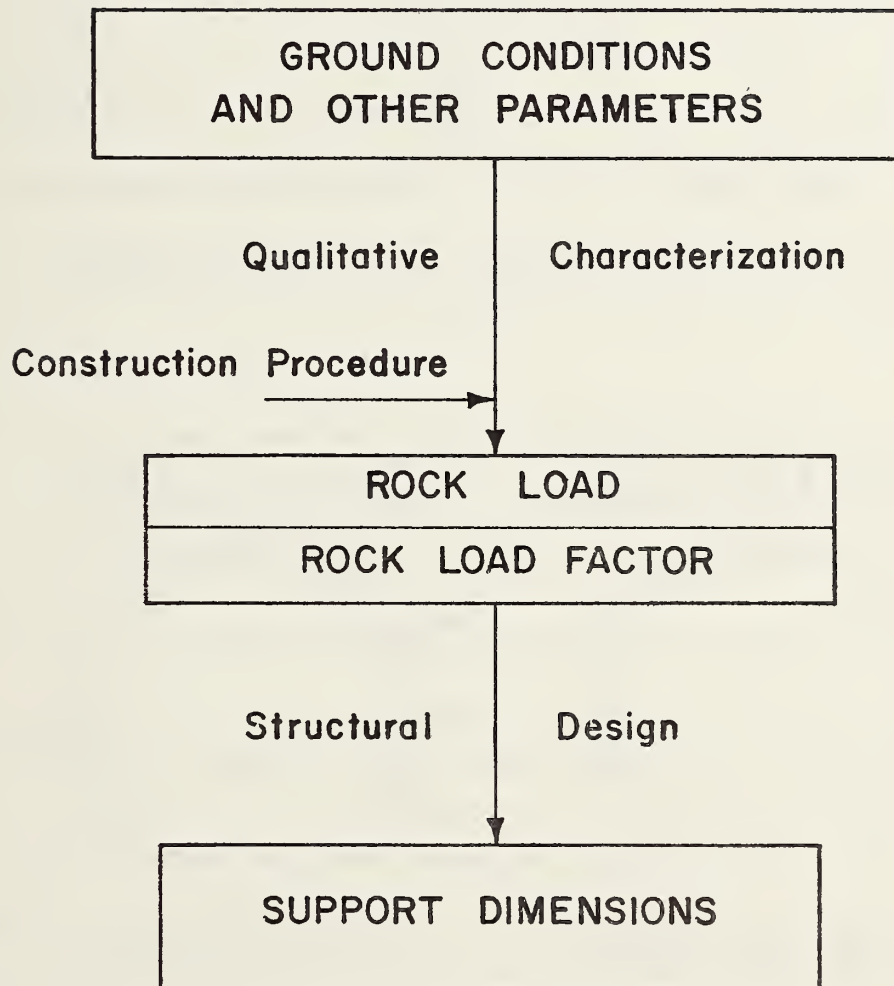 GROUND CONDITIONS
AND OTHER PARAMETERS
Qualitative Characterization
Construction Procedure
ROCK LOAD
ROCK LOAD FACTOR
Structural Design
SUPPORT DIMENSIONS